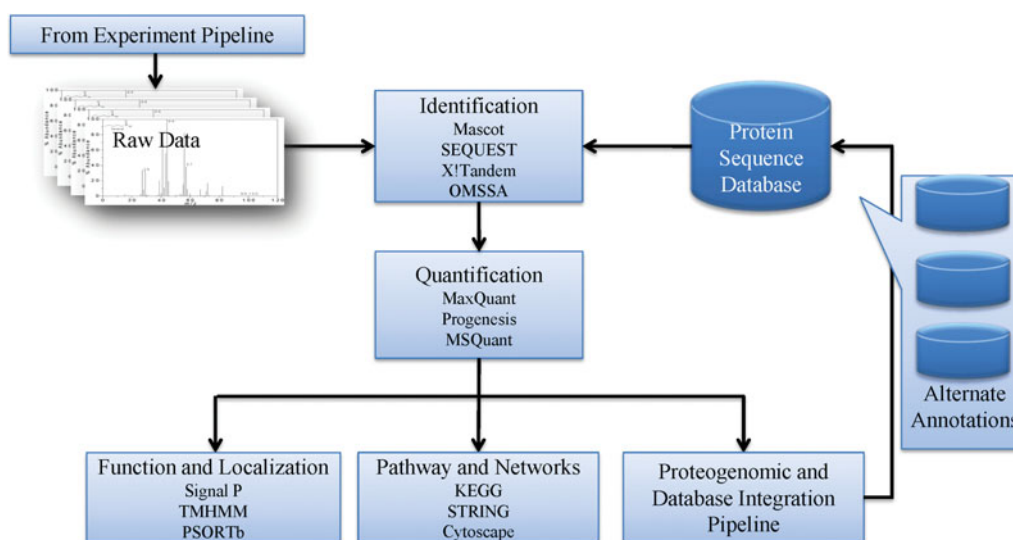 From Experiment Pipeline
Raw Data
Identification
Mascot
SEQUEST
X!Tandem
OMSSA
Protein
Sequence
Database
Quantification
MaxQuant
Progenesis
MSQuant
Alternate
Annotations
Function and Localization
Signal P
TMHMM
PSORTb
Pathway and Networks
KEGG
STRING
Cytoscape
Proteogenomic and
Database Integration
Pipeline